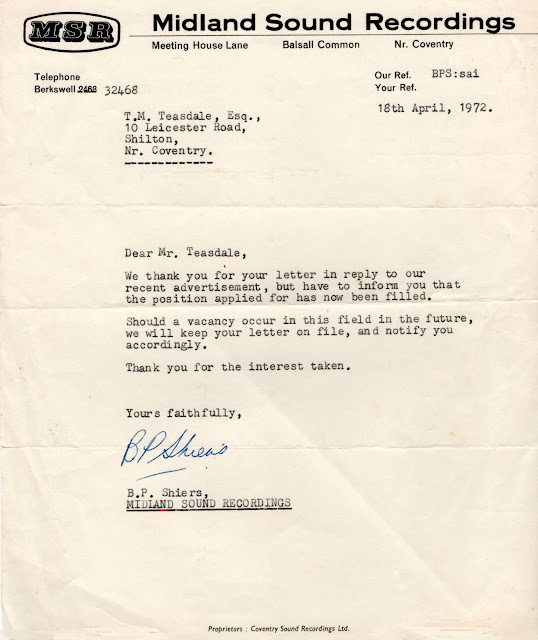 MSR
Midland Sound Recordings
Meeting House Lane Balsall Common Nr. Coventry
Telephone
Berkswell 2468 32468
Our Ref. BPS:sai
Your Ref.
18th April, 1972.
T.M. Teasdale, Esq.,
10 Leicester Road,
Shilton,
Nr. Coventry.
Dear Mr. Teasdale,
We thank you for your letter in reply to our
recent advertisement, but have to inform you that
the position applied for has now been filled.
Should a vacancy occur in this field in the future,
we will keep your letter on file, and notify you
accordingly.
Thank you for the interest taken.
Yours faithfully,
BPShiers
B.P. Shiers,
MIDLAND SOUND RECORDINGS
Proprietors : Coventry Sound Recordings Ltd.